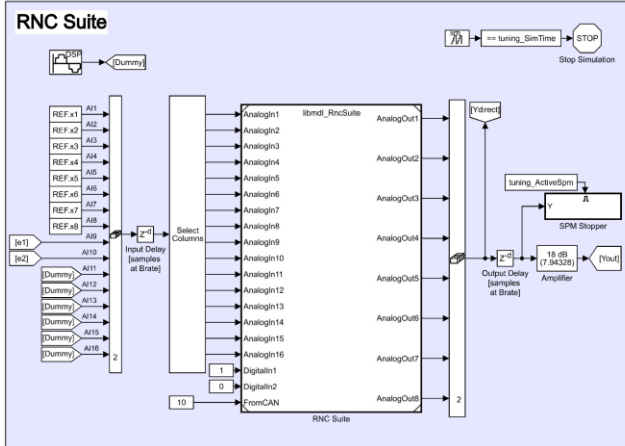 RNC Suite
DSP
[Dummy]
== tuning_SimTime
STOP
Stop Simulation
REF.x1
AI1
REF.x2
AI2
REF.x3
AI3
REF.x4
AI4
REF.x5
AI5
REF.x6
AI6
REF.x7
AI7
REF.x8
AI8
[e1]
AI9
[e2]
AI10
[Dummy]
AI11
[Dummy]
AI12
[Dummy]
AI13
[Dummy]
AI14
[Dummy]
AI15
[Dummy]
AI16
2
Z-d
Input Delay
[samples
at Brate]
Select
Columns
1
0
10
libmdl_RncSuite
AnalogIn1
AnalogIn2
AnalogIn3
AnalogIn4
AnalogIn5
AnalogIn6
AnalogIn7
AnalogIn8
AnalogIn9
AnalogIn10
AnalogIn11
AnalogIn12
AnalogIn13
AnalogIn14
AnalogIn15
AnalogIn16
DigitalIn1
DigitalIn2
FromCAN
AnalogOut1
AnalogOut2
AnalogOut3
AnalogOut4
AnalogOut5
AnalogOut6
AnalogOut7
AnalogOut8
RNC Suite
2
[Ydirect]
tuning_ActiveSpm
Y
SPM Stopper
Z-d
Output Delay
[samples
at Brate]
18 dB
(7.94328)
Amplifier
[Yout]